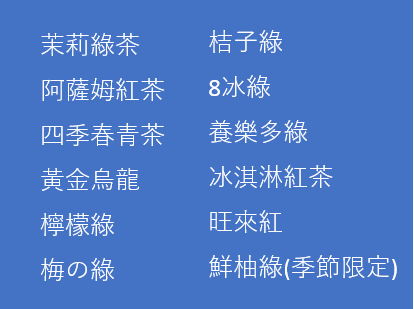 茉莉綠茶
阿薩姆紅茶
四季春青茶
黃金烏龍
檸檬綠
梅の綠
桔子綠
8冰綠
養樂多綠
冰淇淋紅茶
旺來紅
鮮柚綠(季節限定)